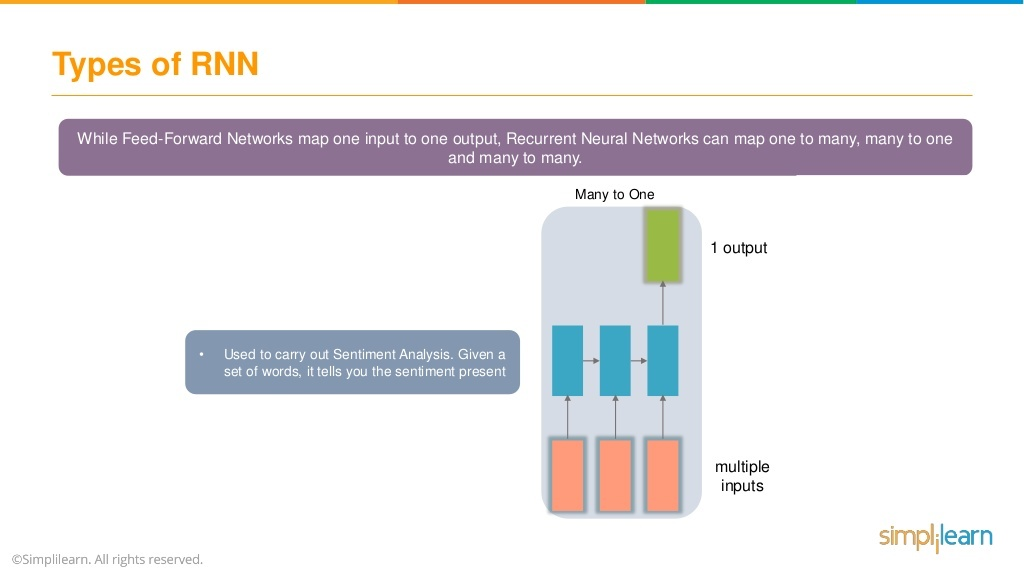 Types of RNN
While Feed-Forward Networks map one input to one output, Recurrent Neural Networks can map one to many, many to one
and many to many.
Many to One
1 output
• Used to carry out Sentiment Analysis. Given a
set of words, it tells you the sentiment present
multiple
inputs
simplilearn
©Simplilearn. All rights reserved.